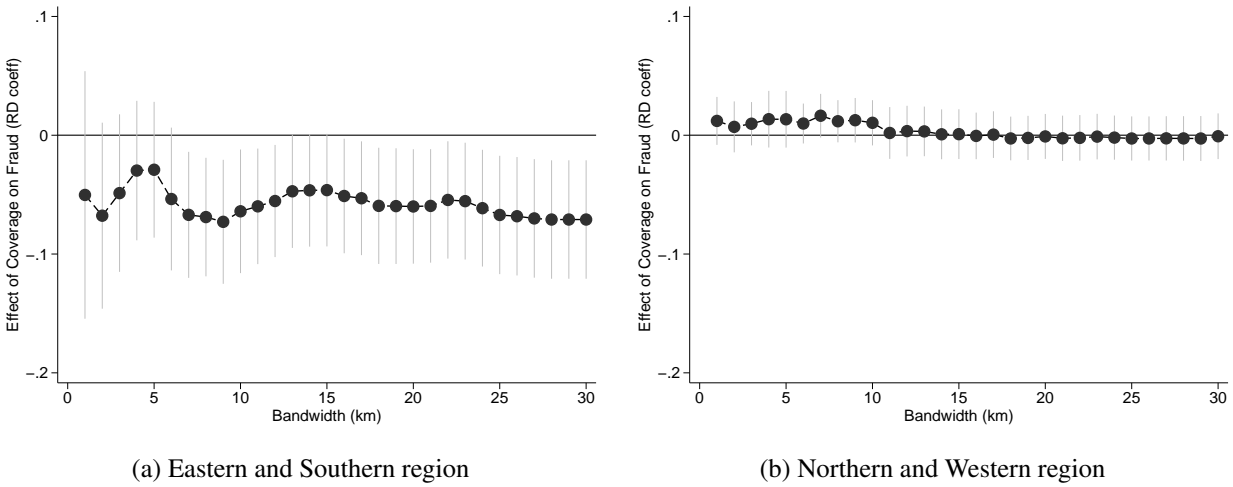 .1
0
-.1
-.2
Effect of Coverage on Fraud (RD coeff)
0 5 10 15 20 25 30
Bandwidth (km)
(a) Eastern and Southern region
.1
0
-.1
-.2
Effect of Coverage on Fraud (RD coeff)
0 5 10 15 20 25 30
Bandwidth (km)
(b) Northern and Western region